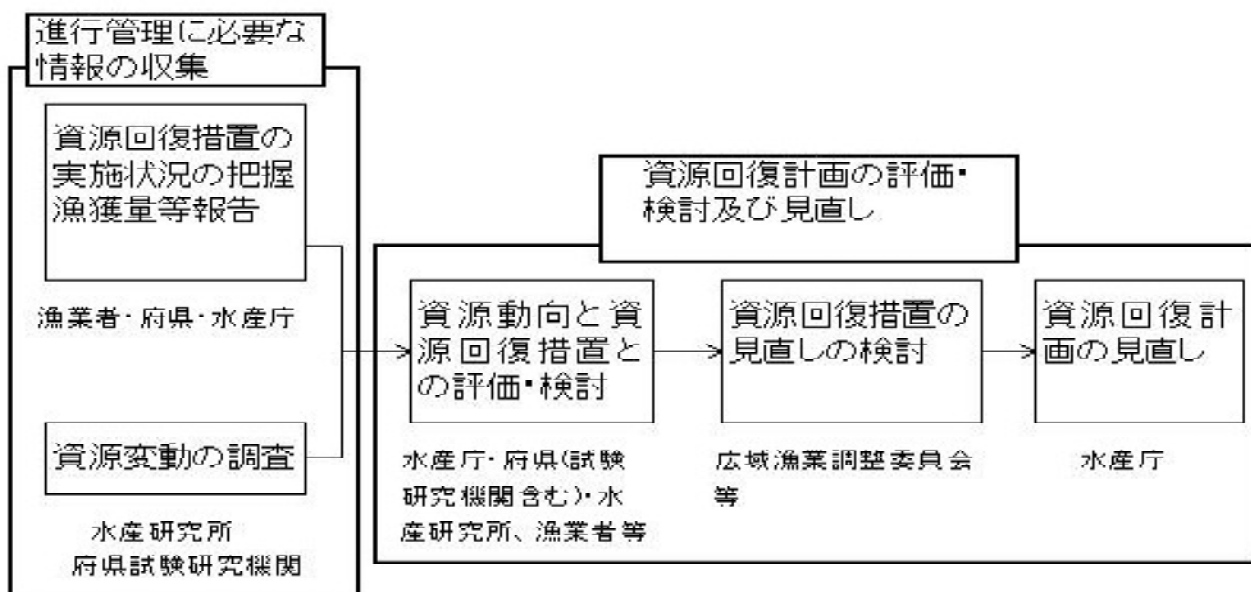 進行管理に必要な
情報の収集
資源回復措置の
実施状況の把握
漁獲量等報告
漁業者・府県・水産庁
資源変動の調査
水産研究所
府県試験研究機関
資源回復計画の評価・
検討及び見直し
資源動向と資
源回復措置と
の評価・検討
水産庁・府県(試験
研究機関含む)・水
産研究所、漁業者等
資源回復措置の
見直しの検討
広域漁業調整委員会
等
資源回復計
画の見直し
水産庁